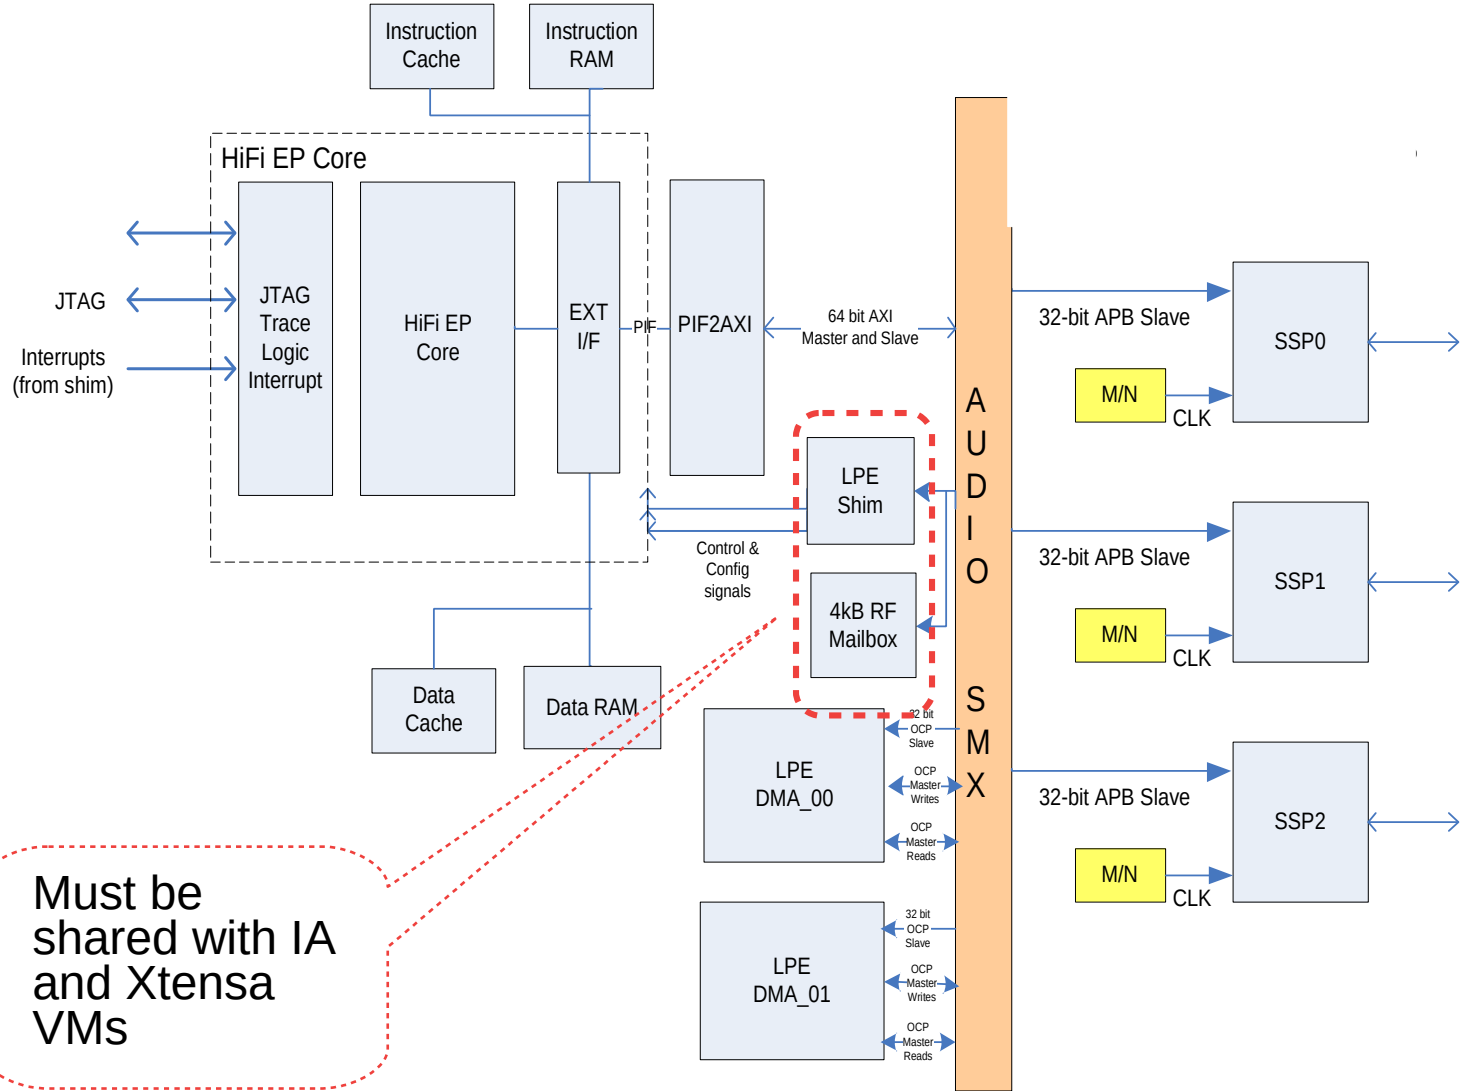 Instruction
Cache
Instruction
RAM
HiFi EP Core
JTAG
Interrupts
(from shim)
JTAG
Trace
Logic
Interrupt
HiFi EP
Core
EXT
I/F
PIF
PIF2AXI
64 bit AXI
Master and Slave
LPE
Shim
Control &
Config
signals
4kB RF
Mailbox
Data
Cache
Data RAM
LPE
DMA_00
32 bit
OCP
Slave
OCP
Master
Writes
OCP
Master
Reads
LPE
DMA_01
32 bit
OCP
Slave
OCP
Master
Writes
OCP
Master
Reads
A
U
D
I
O
S
M
X
32-bit APB Slave
M/N
CLK
SSP0
32-bit APB Slave
M/N
CLK
SSP1
32-bit APB Slave
M/N
CLK
SSP2
Must be
shared with IA
and Xtensa
VMs